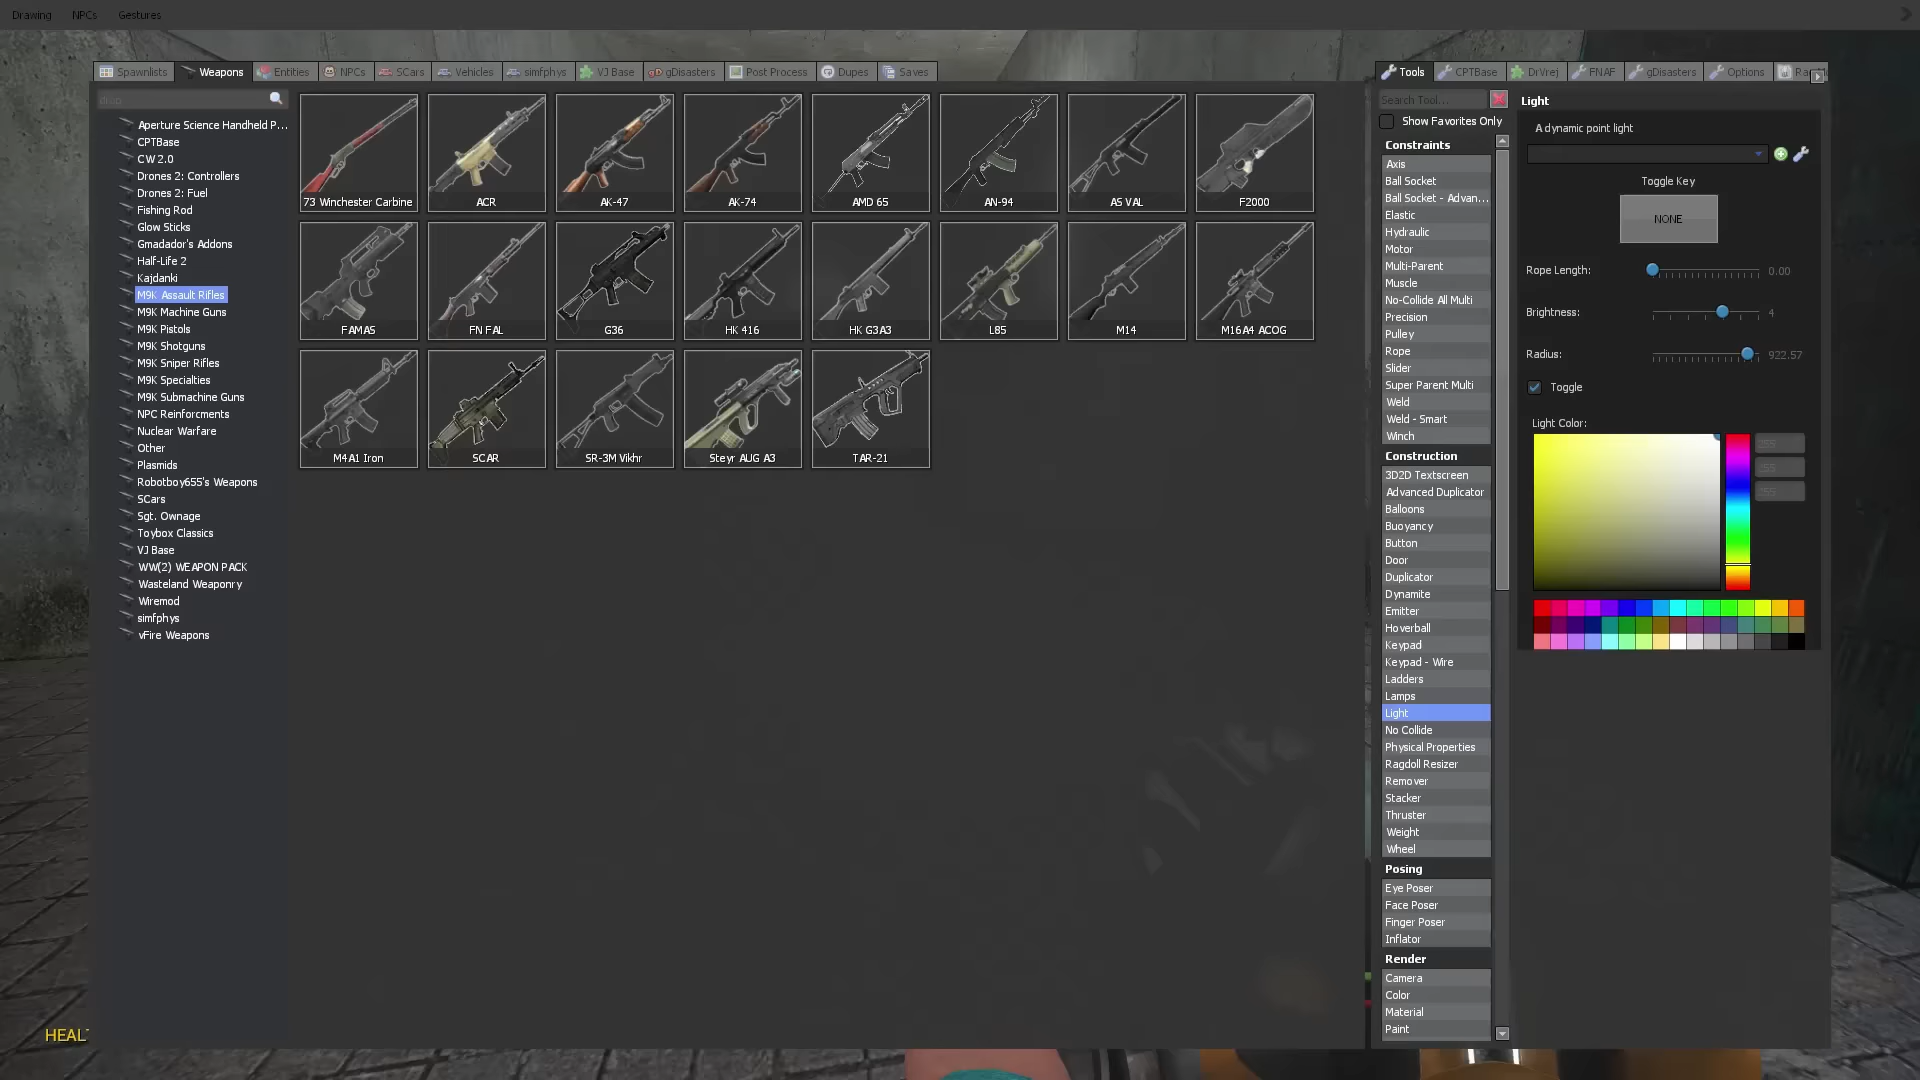 Drawing NPCs Gestures
Spawnlists Weapons Entities NPCs SCars Vehicles simfphys VJ Base gDisasters Post Process Dupes Saves
Aperture Science Handheld P...
CPTBase
CW 2.0
Drones 2: Controllers
Drones 2: Fuel
Fishing Rod
Glow Sticks
Gmadador's Addons
Half-Life 2
Kajdanki
M9K Assault Rifles
M9K Machine Guns
M9K Pistols
M9K Shotguns
M9K Sniper Rifles
M9K Specialties
M9K Submachine Guns
NPC Reinforcments
Nuclear Warfare
Other
Plasmids
Robotboy655's Weapons
SCars
Sgt. Ownage
Toybox Classics
VJ Base
WW(2) WEAPON PACK
Wasteland Weaponry
Wiremod
simfphys
vFire Weapons
73 Winchester Carbine ACR AK-47 AK-74 AMD 65 AN-94 AS VAL F2000
FAMAS FN FAL G36 HK 416 HK G3A3 L85 M14 M16A4 ACOG
M4A1 Iron SCAR SR-3M Vikhr Steyr AUG A3 TAR-21
Tools CPTBase DrVrej FNAF gDisasters Options
Search Tool...
Show Favorites Only
Constraints
Axis
Ball Socket
Ball Socket - Advan...
Elastic
Hydraulic
Motor
Multi-Parent
Muscle
No-Collide All Multi
Precision
Pulley
Rope
Slider
Super Parent Multi
Weld
Weld - Smart
Winch
Construction
3D2D Textscreen
Advanced Duplicator
Balloons
Buoyancy
Button
Door
Duplicator
Dynamite
Emitter
Hoverball
Keypad
Keypad - Wire
Ladders
Lamps
Light
No Collide
Physical Properties
Ragdoll Resizer
Remover
Stacker
Thruster
Weight
Wheel
Posing
Eye Poser
Face Poser
Finger Poser
Inflator
Render
Camera
Color
Material
Paint
Light
A dynamic point light
Toggle Key
NONE
Rope Length: 0.00
Brightness: 4
Radius: 922.57
Toggle
Light Color:
255
255
255
HEAL